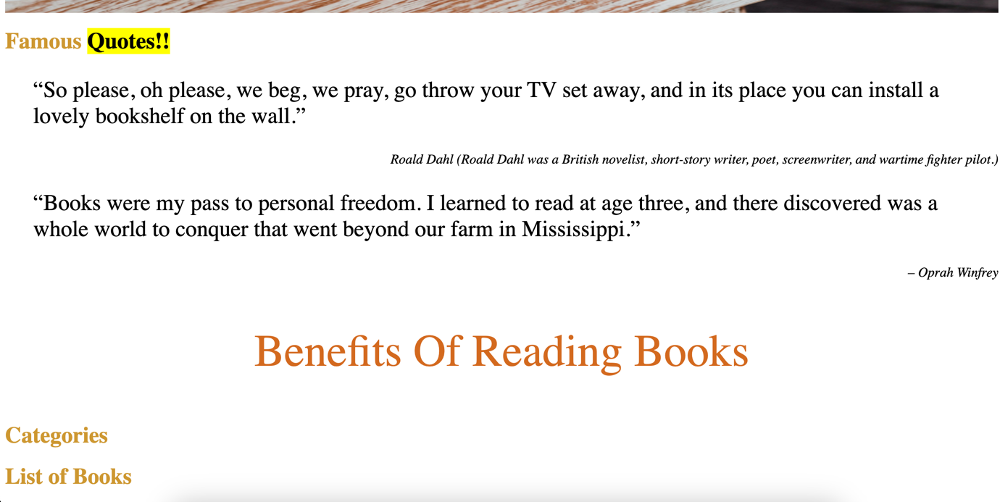 Famous Quotes!!
“So please, oh please, we beg, we pray, go throw your TV set away, and in its place you can install a
lovely bookshelf on the wall.”
Roald Dahl (Roald Dahl was a British novelist, short-story writer, poet, screenwriter, and wartime fighter pilot.)
“Books were my pass to personal freedom. I learned to read at age three, and there discovered was a
whole world to conquer that went beyond our farm in Mississippi.”
– Oprah Winfrey
Benefits Of Reading Books
Categories
List of Books